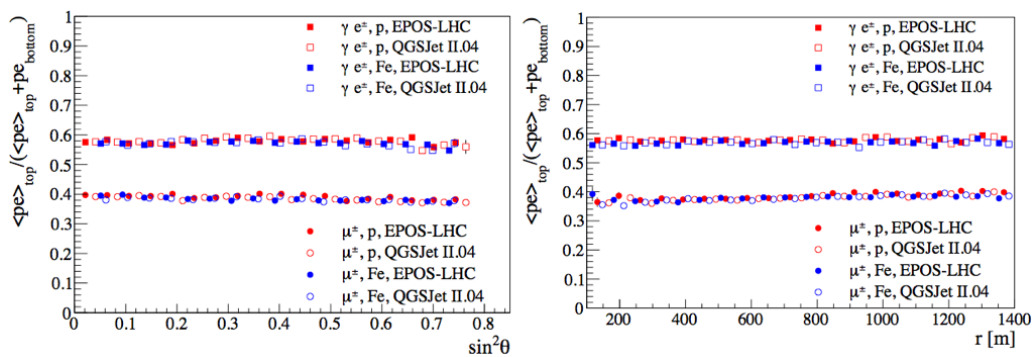 <pe>top/(<pe>top+pebottom)
1
0.9
0.8
0.7
0.6
0.5
0.4
0.3
0.2
0.1
0
γ e±, p, EPOS-LHC
γ e±, p, QGSJet II.04
γ e±, Fe, EPOS-LHC
γ e±, Fe, QGSJet II.04
μ±, p, EPOS-LHC
μ±, p, QGSJet II.04
μ±, Fe, EPOS-LHC
μ±, Fe, QGSJet II.04
0 0.1 0.2 0.3 0.4 0.5 0.6 0.7 0.8
sin²θ
<pe>top/(<pe>top+pebottom)
1
0.9
0.8
0.7
0.6
0.5
0.4
0.3
0.2
0.1
0
γ e±, p, EPOS-LHC
γ e±, p, QGSJet II.04
γ e±, Fe, EPOS-LHC
γ e±, Fe, QGSJet II.04
μ±, p, EPOS-LHC
μ±, p, QGSJet II.04
μ±, Fe, EPOS-LHC
μ±, Fe, QGSJet II.04
200 400 600 800 1000 1200 1400
r [m]